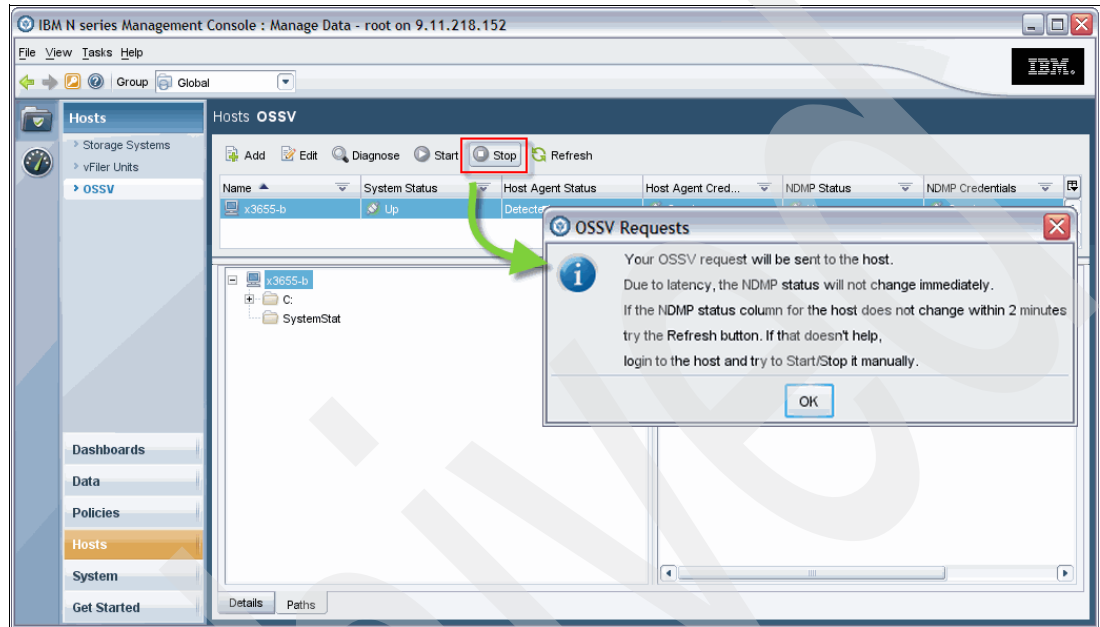 IBM N series Management Console : Manage Data - root on 9.11.218.152
File View Tasks Help
Group Global
IBM.
Hosts
Storage Systems
vFiler Units
OSSV
Hosts OSSV
Add Edit Diagnose Start Stop Refresh
Name System Status Host Agent Status Host Agent Cred... NDMP Status NDMP Credentials
x3655-b Up
OSSV Requests
Your OSSV request will be sent to the host.
Due to latency, the NDMP status will not change immediately.
If the NDMP status column for the host does not change within 2 minutes
try the Refresh button. If that doesn't help,
login to the host and try to Start/Stop it manually.
OK
x3655-b
C:
SystemStat
Dashboards
Data
Policies
Hosts
System
Get Started
Details Paths